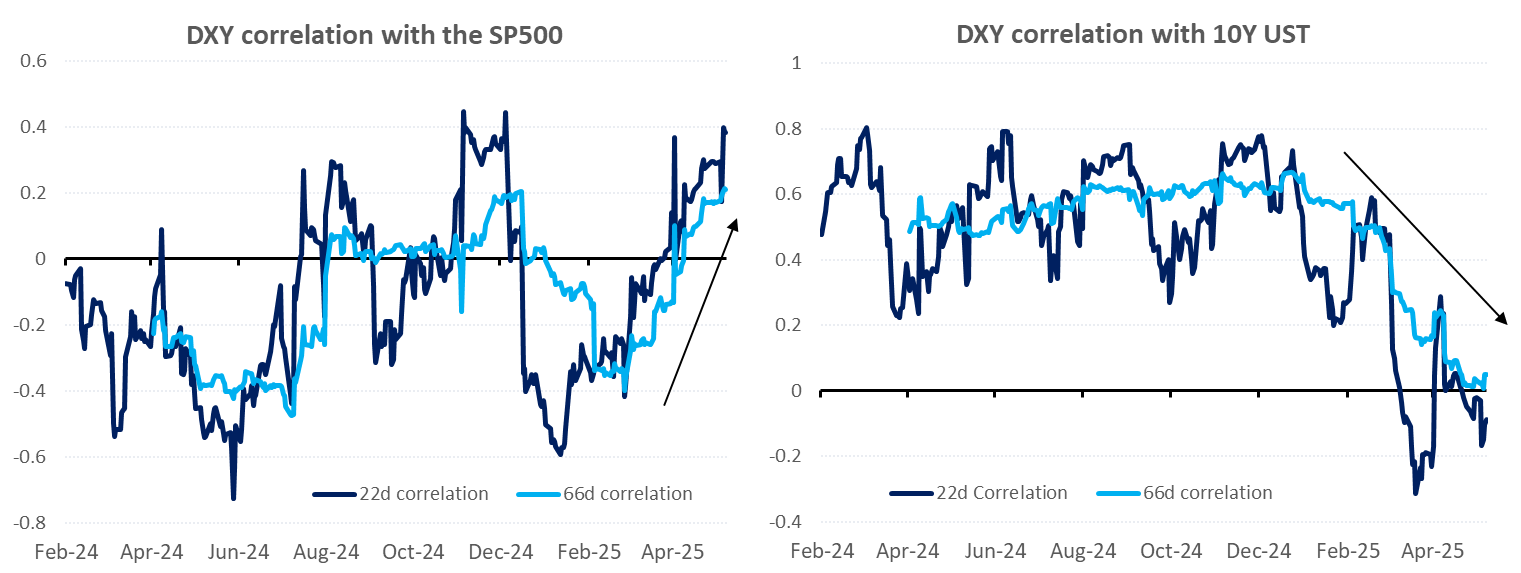 DXY correlation with the SP500
0.6
0.4
0.2
0
-0.2
-0.4
-0.6
-0.8
Feb-24 Apr-24 Jun-24 Aug-24 Oct-24 Dec-24 Feb-25 Apr-25
22d correlation 66d correlation
DXY correlation with 10Y UST
1
0.8
0.6
0.4
0.2
0
-0.2
-0.4
Feb-24 Apr-24 Jun-24 Aug-24 Oct-24 Dec-24 Feb-25 Apr-25
22d Correlation 66d correlation